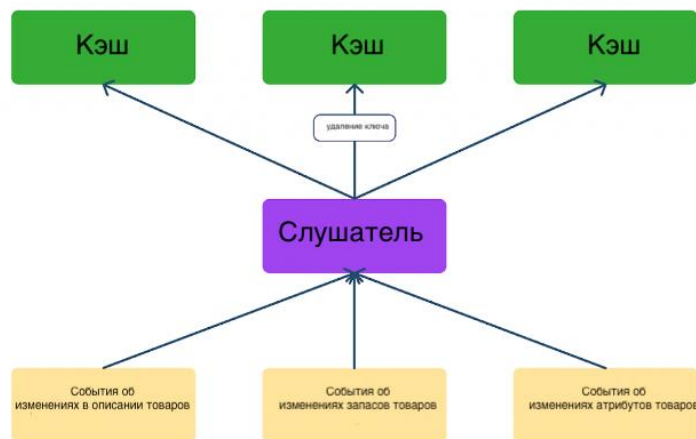 Кэш
Кэш
Кэш
удаление ключа
Слушатель
События об
изменениях в описании товаров
События об
изменениях запасов товаров
События об
изменениях атрибутов товаров